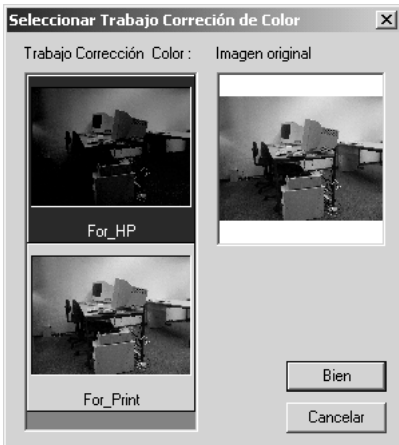 Seleccionar Trabajo Correción de Color
Trabajo Corrección Color :
Imagen original
For_HP
For_Print
Bien
Cancelar